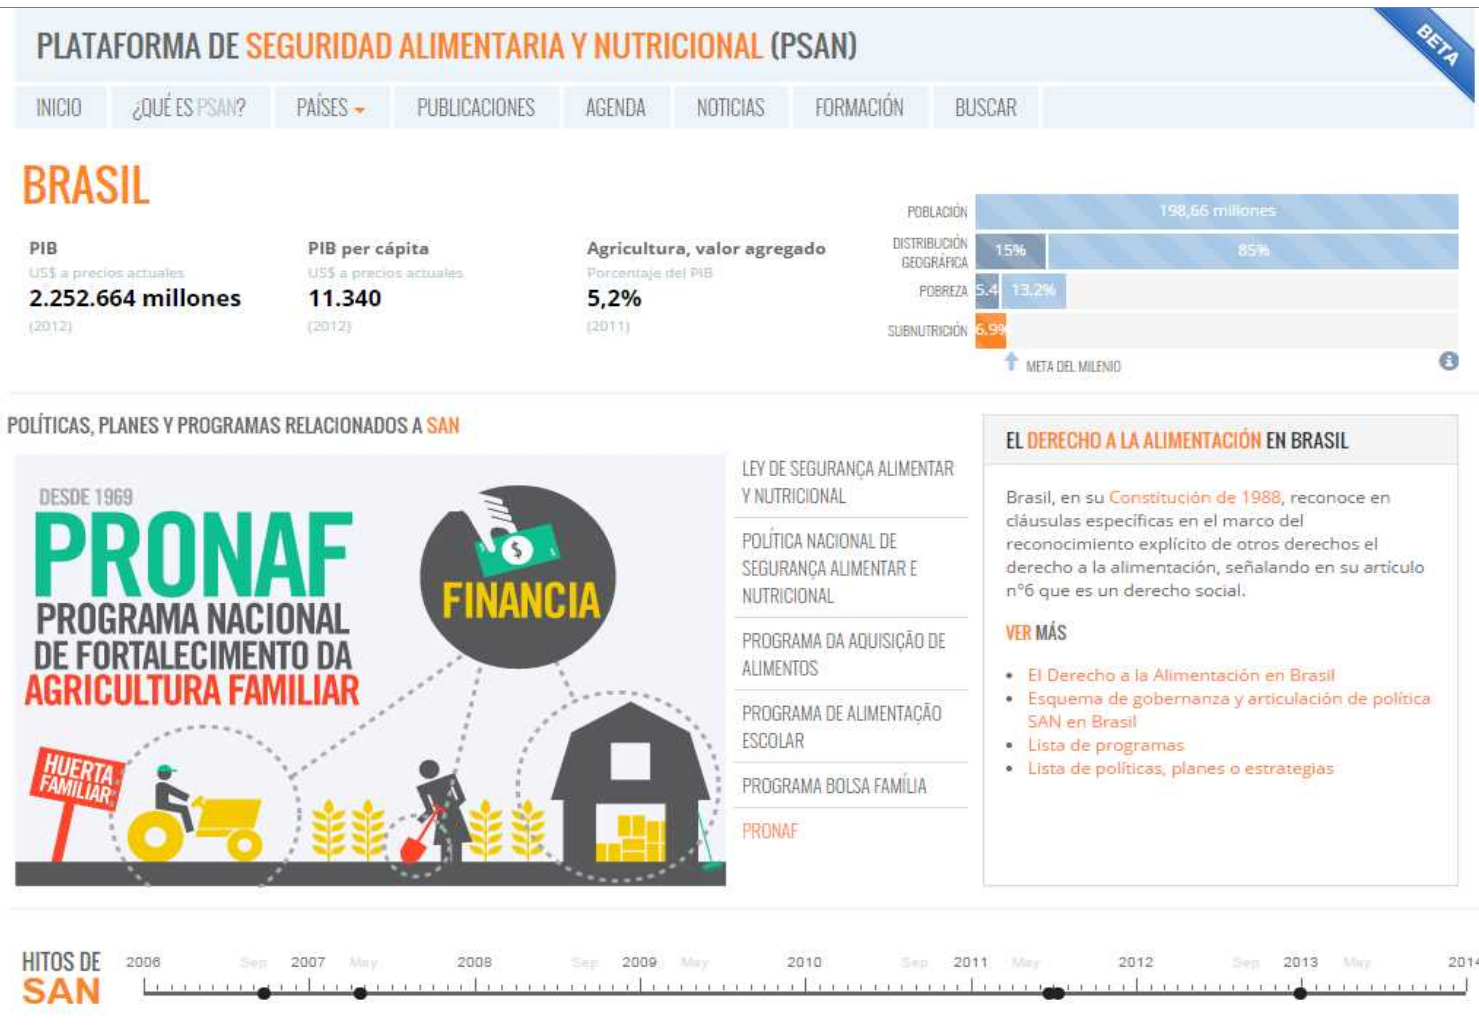 PLATAFORMA DE SEGURIDAD ALIMENTARIA Y NUTRICIONAL (PSAN)
BETA
INICIO ¿QUÉ ES PSAN? PAÍSES PUBLICACIONES AGENDA NOTICIAS FORMACIÓN BUSCAR
BRASIL
PIB
US$ a precios actuales
2.252.664 millones
(2012)
PIB per cápita
US$ a precios actuales
11.340
(2012)
Agricultura, valor agregado
Porcentaje del PIB
5,2%
(2011)
POBLACIÓN 198,66 millones
DISTRIBUCIÓN
GEOGRÁFICA 15% 85%
POBREZA 5.4 13.2%
SUBNUTRICIÓN 6.9%
META DEL MILENIO
POLÍTICAS, PLANES Y PROGRAMAS RELACIONADOS A SAN
DESDE 1969
PRONAF
PROGRAMA NACIONAL
DE FORTALECIMENTO DA
AGRICULTURA FAMILIAR
FINANCIA
$
HUERTA
FAMILIAR
LEY DE SEGURANÇA ALIMENTAR
Y NUTRICIONAL
POLÍTICA NACIONAL DE
SEGURANÇA ALIMENTAR E
NUTRICIONAL
PROGRAMA DA AQUISIÇÃO DE
ALIMENTOS
PROGRAMA DE ALIMENTAÇÃO
ESCOLAR
PROGRAMA BOLSA FAMÍLIA
PRONAF
EL DERECHO A LA ALIMENTACIÓN EN BRASIL
Brasil, en su Constitución de 1988, reconoce en
cláusulas específicas en el marco del
reconocimiento explícito de otros derechos el
derecho a la alimentación, señalando en su artículo
n°6 que es un derecho social.
VER MÁS
• El Derecho a la Alimentación en Brasil
• Esquema de gobernanza y articulación de política
SAN en Brasil
• Lista de programas
• Lista de políticas, planes o estrategias
HITOS DE
SAN
2006 Sep 2007 May 2008 Sep 2009 May 2010 Sep 2011 May 2012 Sep 2013 May 2014